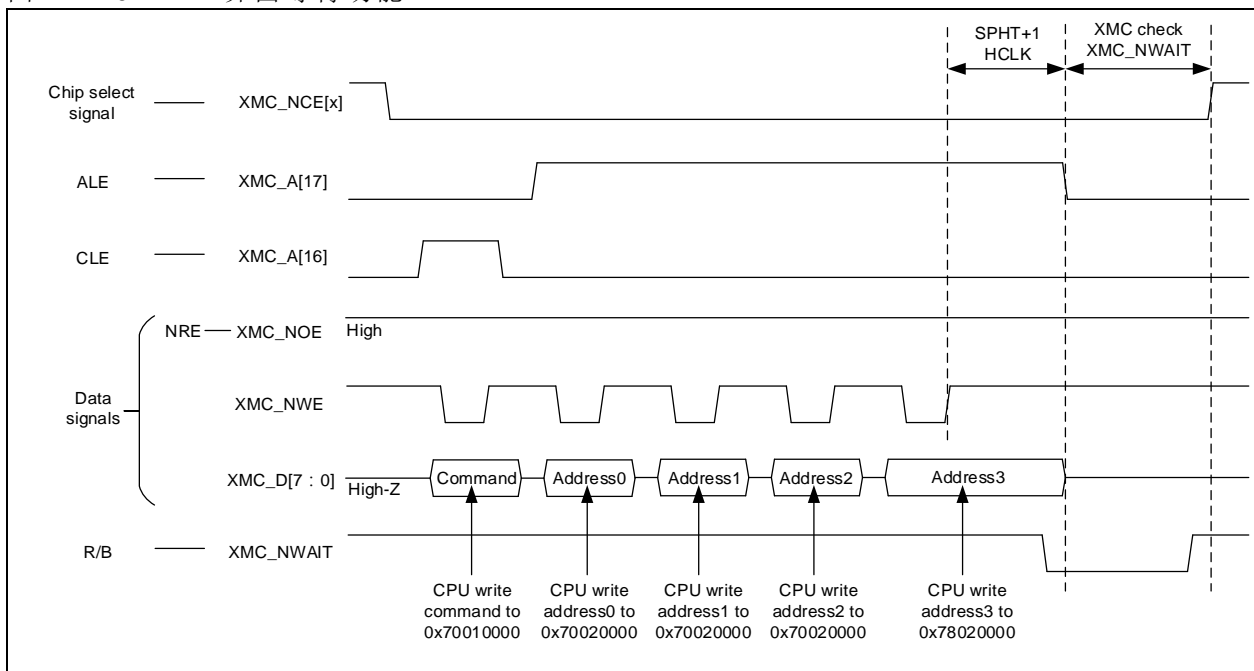 SPHT+1
HCLK
XMC check
XMC_NWAIT
Chip select
signal
XMC_NCE[x]
ALE
XMC_A[17]
CLE
XMC_A[16]
NRE
XMC_NOE
High
Data
signals
XMC_NWE
XMC_D[7：0]
High-Z
Command
Address0
Address1
Address2
Address3
R/B
XMC_NWAIT
CPU write
command to
0x70010000
CPU write
address0 to
0x70020000
CPU write
address1 to
0x70020000
CPU write
address2 to
0x70020000
CPU write
address3 to
0x78020000